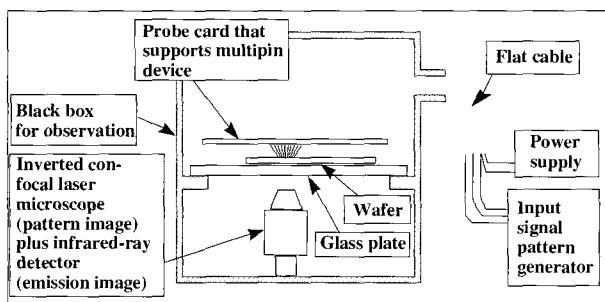 Probe card that
supports multipin
device
Flat cable
Black box
for observation
Inverted con-
focal laser
microscope
(pattern image)
plus infrared-ray
detector
(emission image)
Wafer
Glass plate
Power
supply
Input
signal
pattern
generator